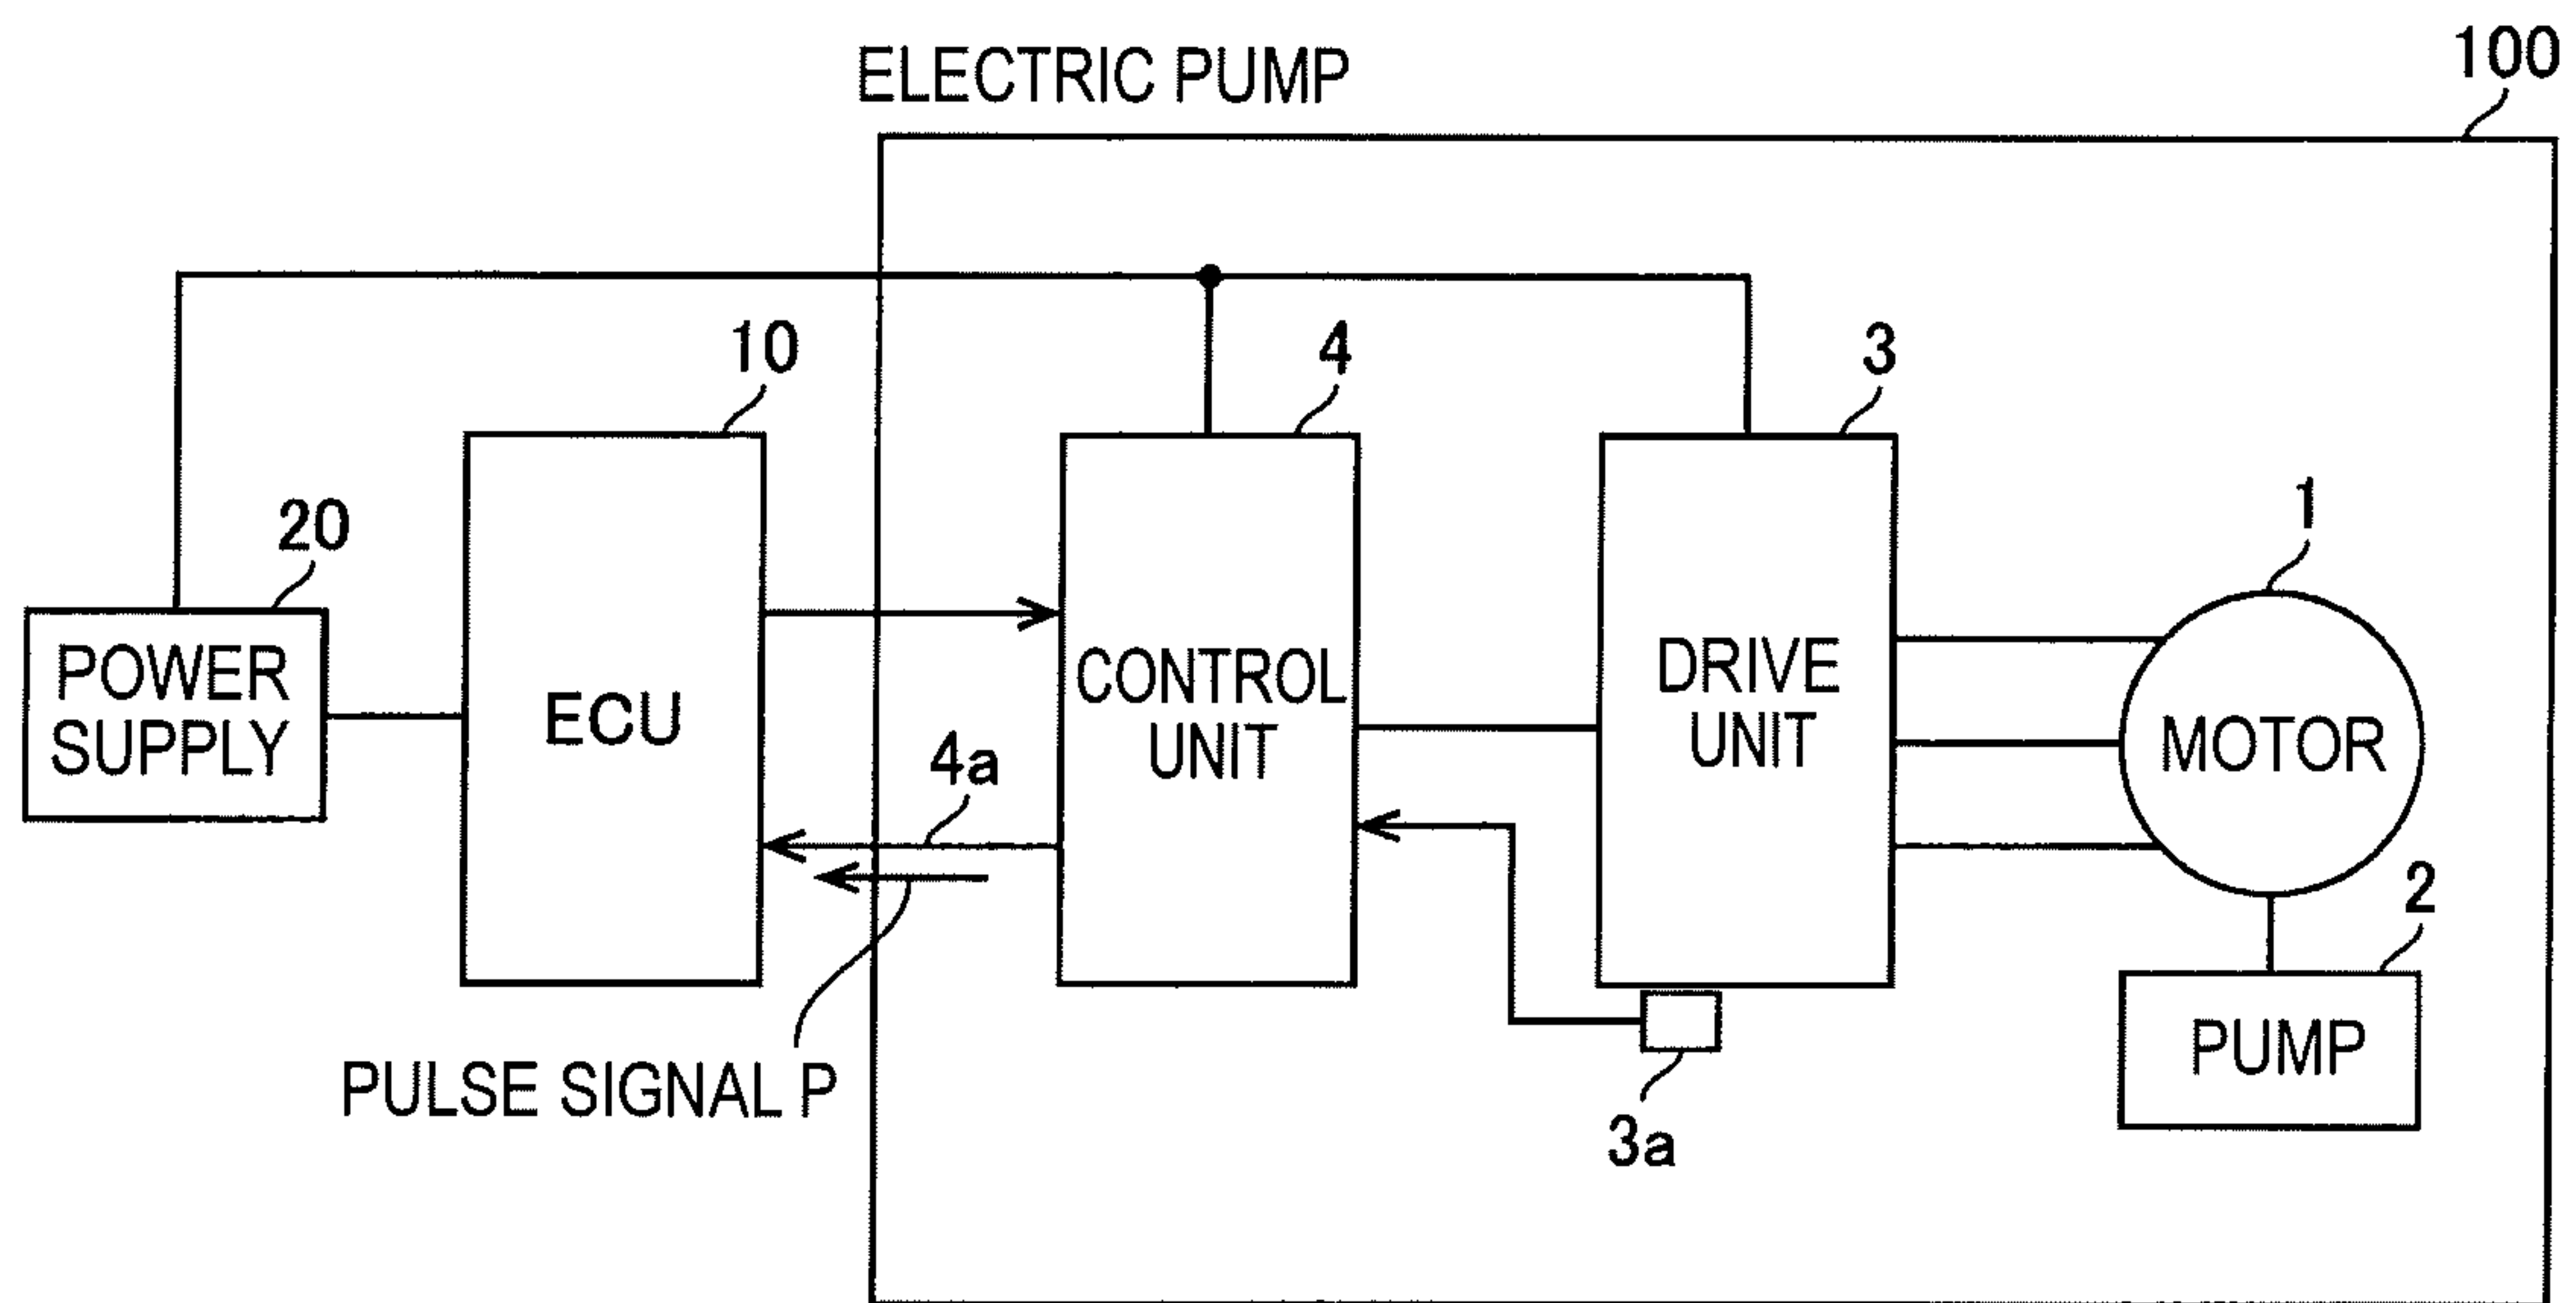 ELECTRIC PUMP
100
10
4
3
20
1
POWER
SUPPLY
ECU
CONTROL
UNIT
DRIVE
UNIT
MOTOR
4a
2
PULSE SIGNAL P
3a
PUMP